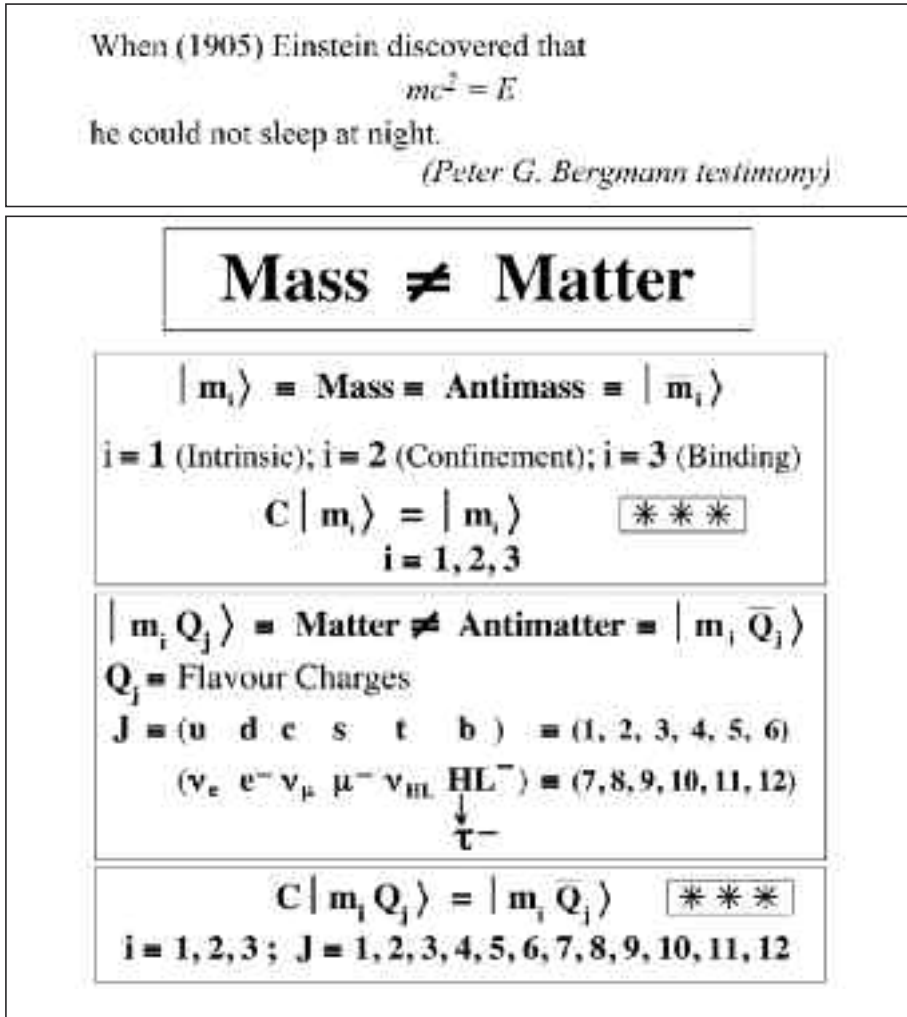 When (1905) Einstein discovered that
mc² = E
he could not sleep at night.
(Peter G. Bergmann testimony)
Mass ≠ Matter
| mᵢ ⟩ ≡ Mass ≡ Antimass ≡ | m̅ᵢ ⟩
i ≡ 1 (Intrinsic); i ≡ 2 (Confinement); i ≡ 3 (Binding)
C | mᵢ ⟩ = | mᵢ ⟩ ✳ ✳ ✳
i ≡ 1, 2, 3
| mᵢ Qⱼ ⟩ ≡ Matter ≠ Antimatter ≡ | mᵢ Q̅ⱼ ⟩
Qⱼ ≡ Flavour Charges
J ≡ (u d c s t b ) ≡ (1, 2, 3, 4, 5, 6)
(νₑ e⁻ ν_μ μ⁻ ν_HL HL⁻) ≡ (7, 8, 9, 10, 11, 12)
↓
τ⁻
C | mᵢ Qⱼ ⟩ = | mᵢ Q̅ⱼ ⟩ ✳ ✳ ✳
i ≡ 1, 2, 3 ; J ≡ 1, 2, 3, 4, 5, 6, 7, 8, 9, 10, 11, 12